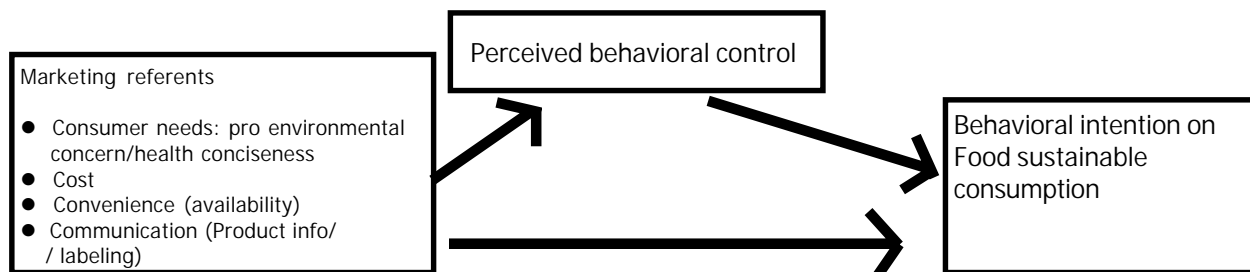 Perceived behavioral control
Marketing referents
● Consumer needs: pro environmental
concern/health conciseness
● Cost
● Convenience (availability)
● Communication (Product info/
/ labeling)
Behavioral intention on
Food sustainable
consumption